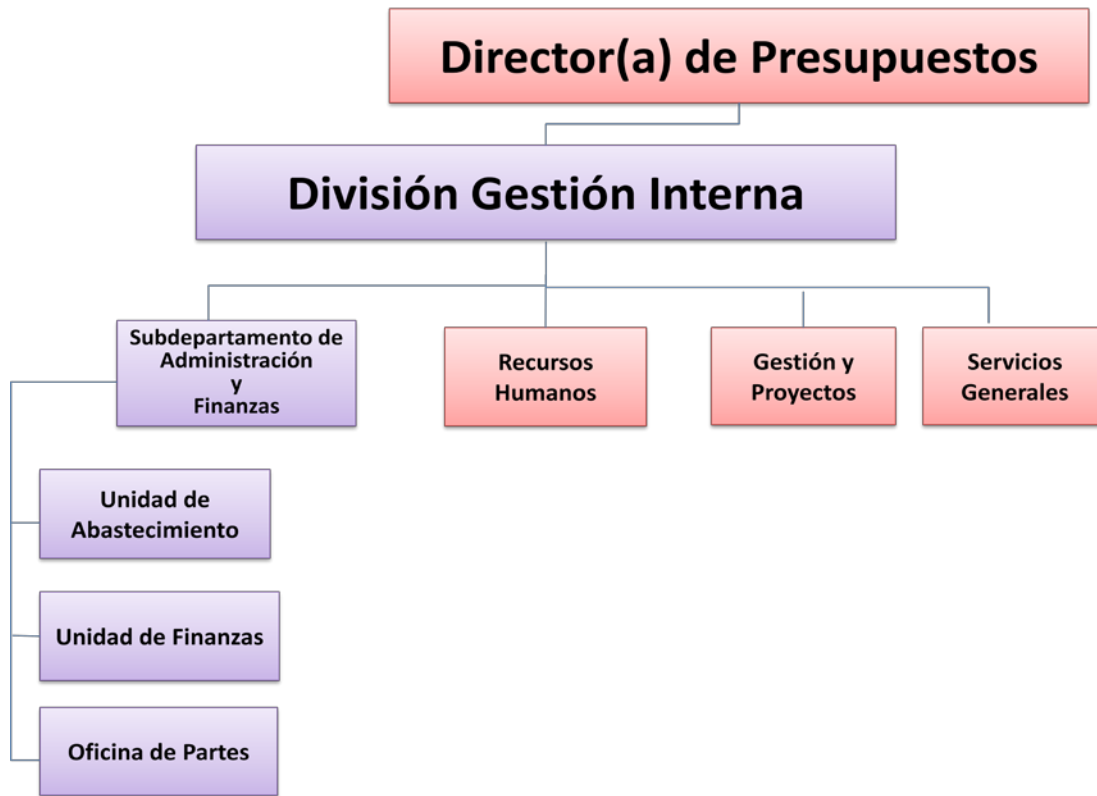 Director(a) de Presupuestos
División Gestión Interna
Subdepartamento de
Administración
y
Finanzas
Recursos
Humanos
Gestión y
Proyectos
Servicios
Generales
Unidad de
Abastecimiento
Unidad de Finanzas
Oficina de Partes